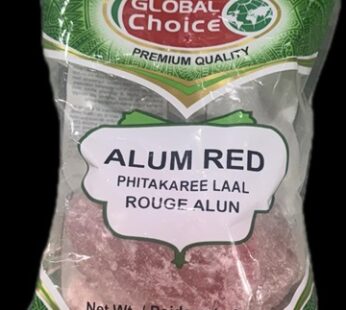 GLOBAL
Choice
PREMIUM QUALITY
ALUM RED
PHITAKAREE LAAL
ROUGE ALUN
Net Wt. /